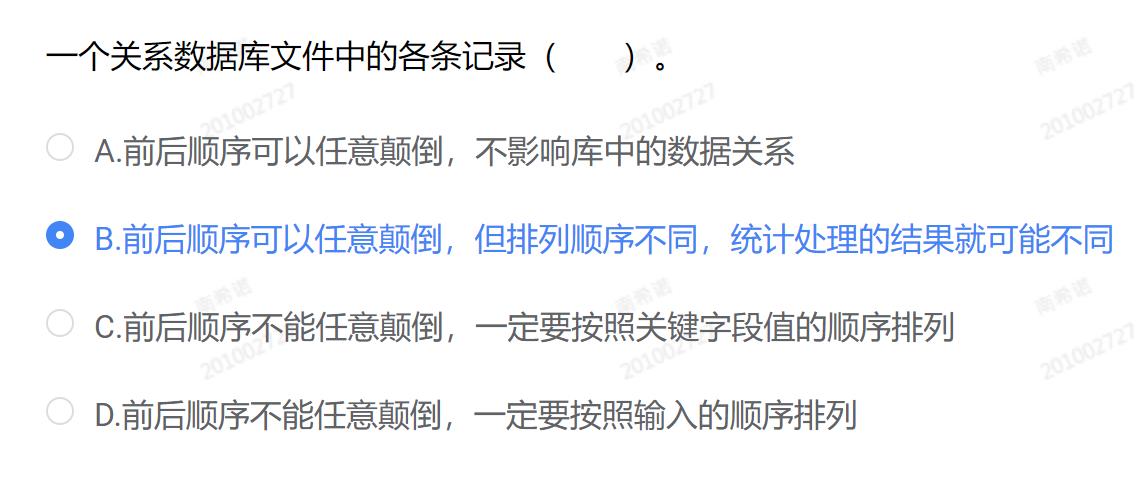 一个关系数据库文件中的各条记录（　　）。
南希诺 南希诺 南希诺
201002727 201002727 201002727
A.前后顺序可以任意颠倒，不影响库中的数据关系
B.前后顺序可以任意颠倒，但排列顺序不同，统计处理的结果就可能不同
南希诺 南希诺 南希诺
C.前后顺序不能任意颠倒，一定要按照关键字段值的顺序排列
201002727 201002727 201002727
D.前后顺序不能任意颠倒，一定要按照输入的顺序排列